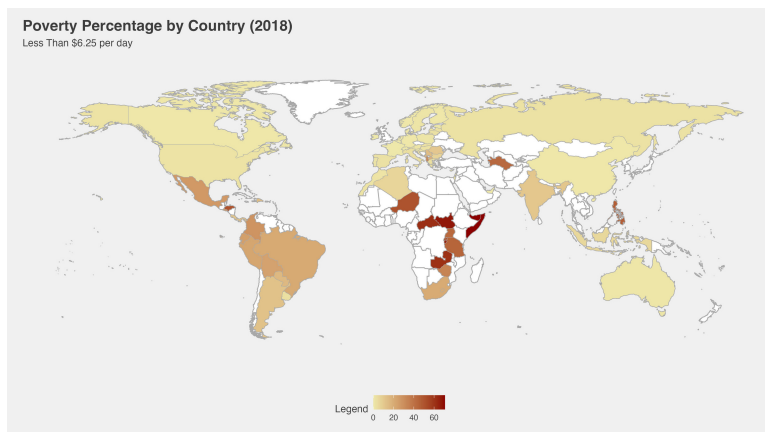 Poverty Percentage by Country (2018)
Less Than $6.25 per day
Legend
0 20 40 60